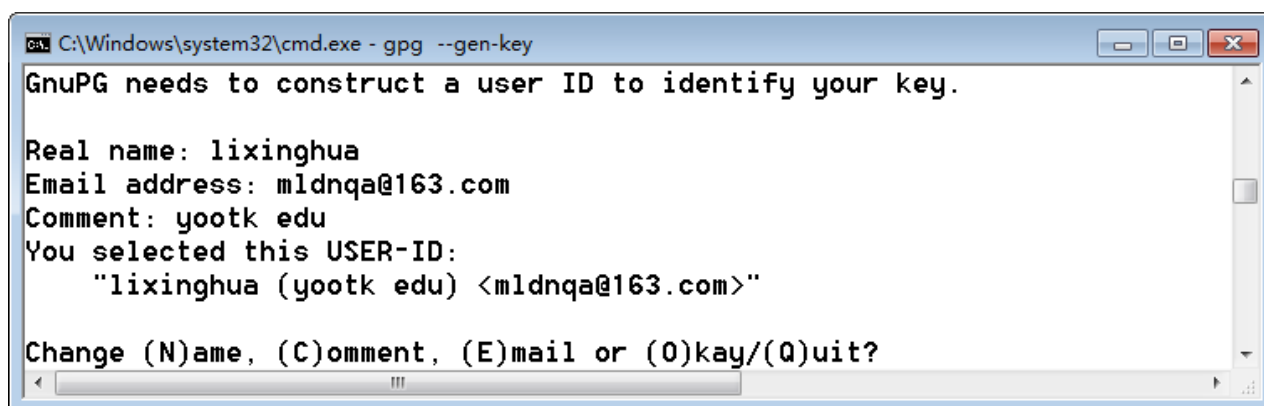 C:\Windows\system32\cmd.exe - gpg --gen-key
GnuPG needs to construct a user ID to identify your key.
Real name: lixinghua
Email address: mldnqa@163.com
Comment: yootk edu
You selected this USER-ID:
"lixinghua (yootk edu) <mldnqa@163.com>"
Change (N)ame, (C)omment, (E)mail or (O)kay/(Q)uit?